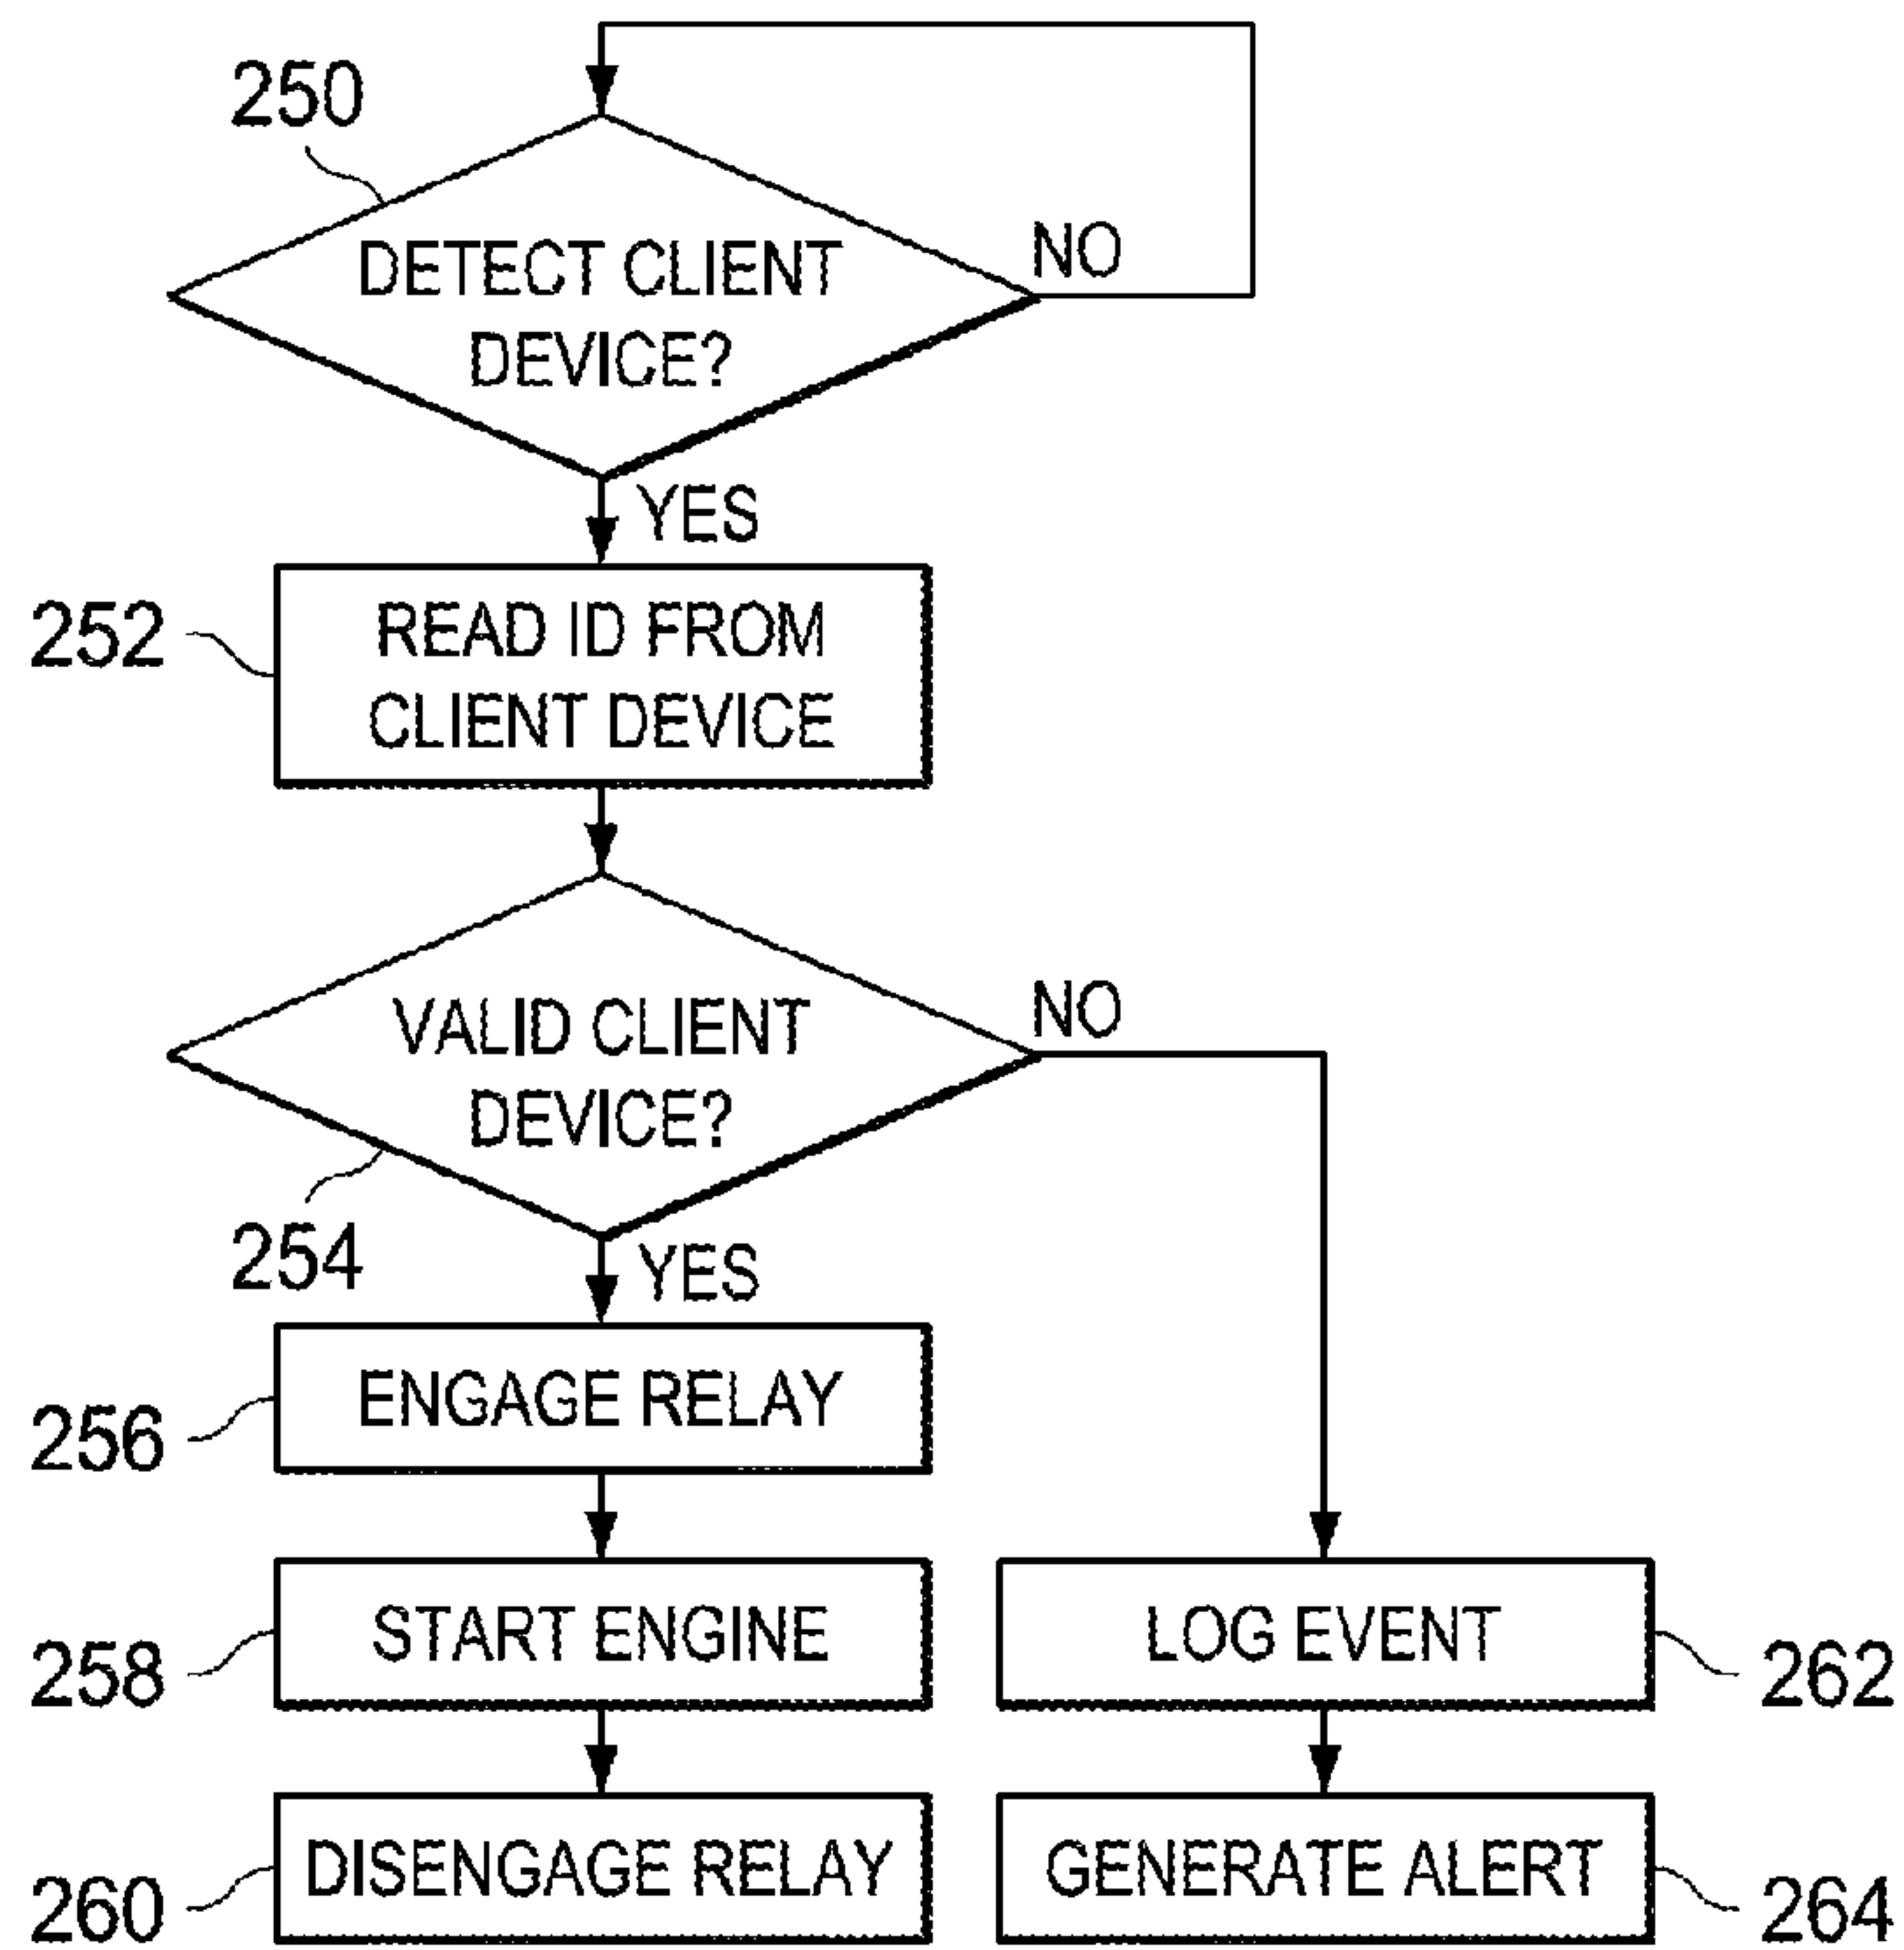 250
DETECT CLIENT
DEVICE?
NO
YES
252
READ ID FROM
CLIENT DEVICE
VALID CLIENT
DEVICE?
NO
254
YES
256
ENGAGE RELAY
258
START ENGINE
LOG EVENT
262
260
DISENGAGE RELAY
GENERATE ALERT
264